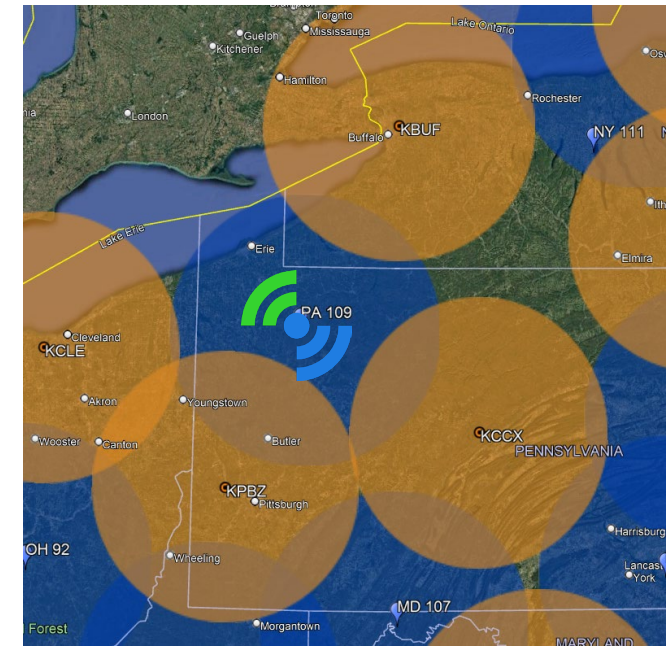 Toronto
Mississauga
Guelph
Kitchener
Lake Ontario
Hamilton
London
Rochester
KBUF
Buffalo
NY 111
Lake Erie
Erie
Elmira
PA 109
Cleveland
KCLE
Akron
Youngstown
Wooster
Canton
Butler
KCCX
PENNSYLVANIA
KPBZ
Pittsburgh
Harrisburg
OH 92
Wheeling
Lancas
York
MD 107
Forest
Morgantown
MARYLAND